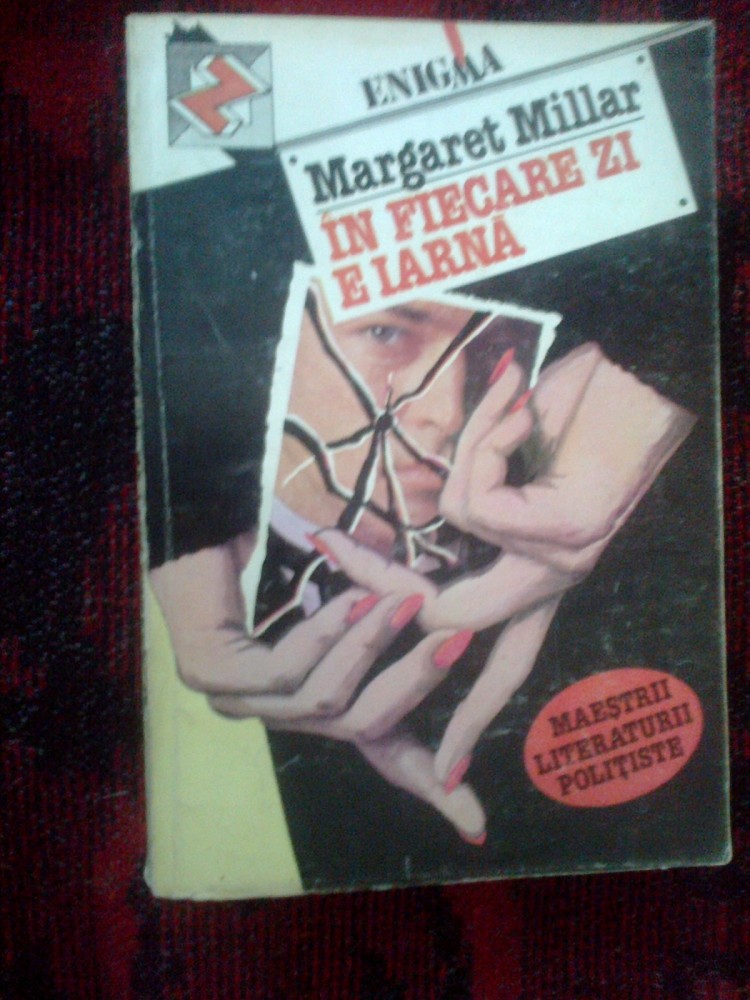 ENIGMA
Margaret Millar
ÎN FIECARE ZI
E IARNĂ
MAEȘTRII
LITERATURII
POLIȚISTE